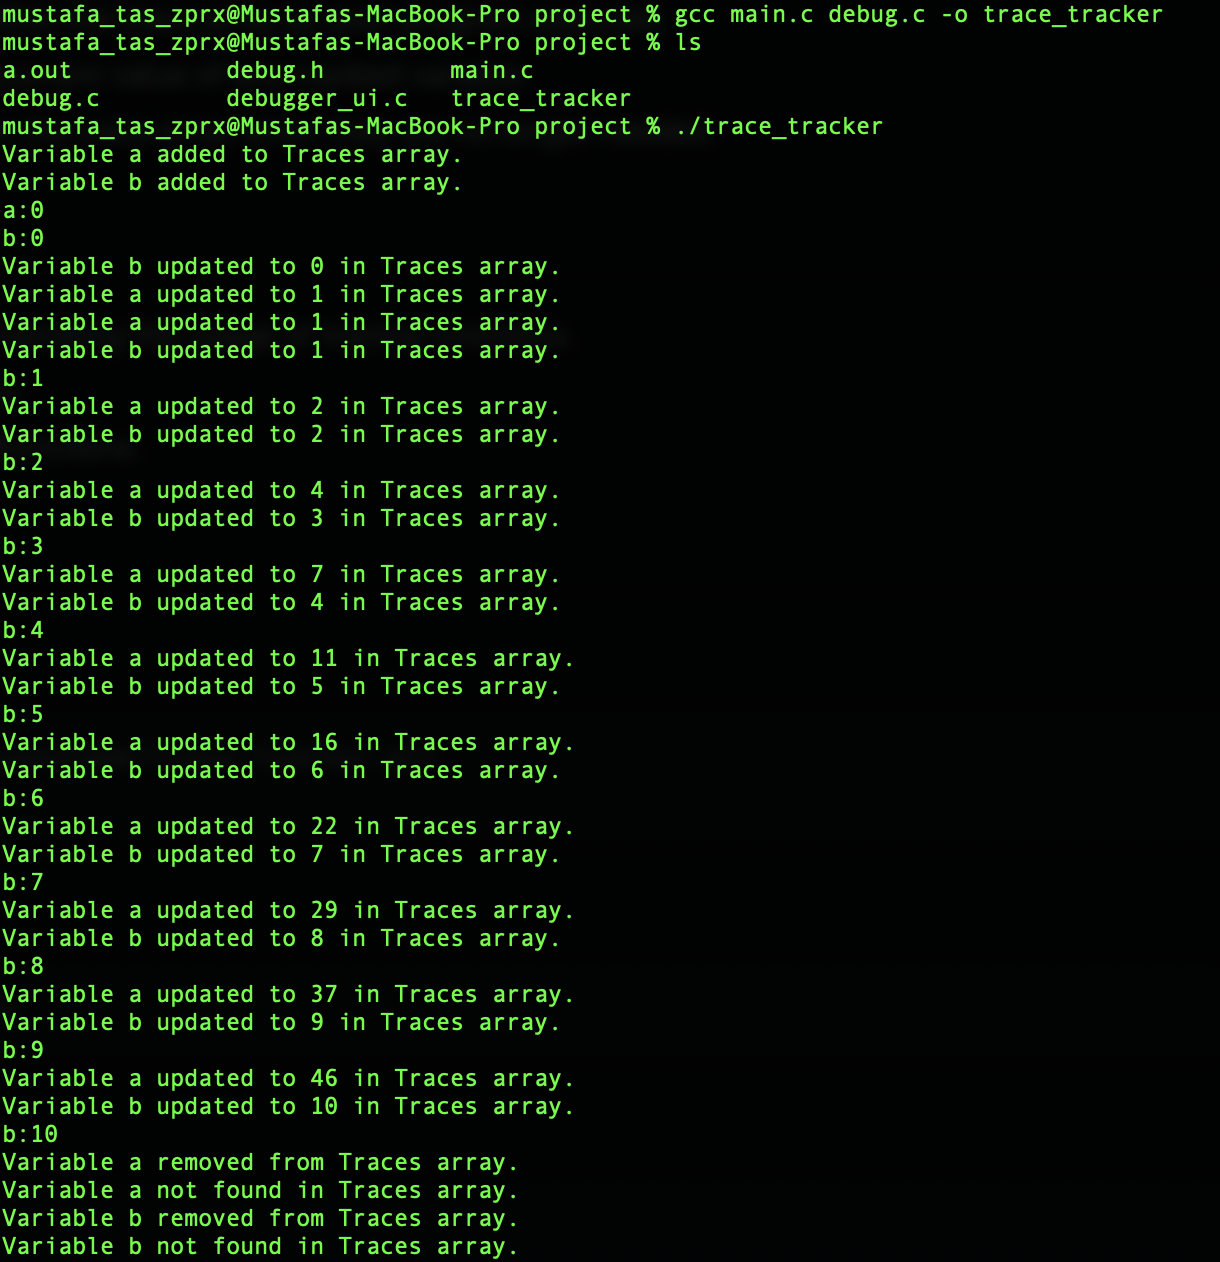 mustafa_tas_zprx@Mustafas-MacBook-Pro project % gcc main.c debug.c -o trace_tracker
mustafa_tas_zprx@Mustafas-MacBook-Pro project % ls
a.out           debug.h         main.c
debug.c         debugger_ui.c   trace_tracker
mustafa_tas_zprx@Mustafas-MacBook-Pro project % ./trace_tracker
Variable a added to Traces array.
Variable b added to Traces array.
a:0
b:0
Variable b updated to 0 in Traces array.
Variable a updated to 1 in Traces array.
Variable a updated to 1 in Traces array.
Variable b updated to 1 in Traces array.
b:1
Variable a updated to 2 in Traces array.
Variable b updated to 2 in Traces array.
b:2
Variable a updated to 4 in Traces array.
Variable b updated to 3 in Traces array.
b:3
Variable a updated to 7 in Traces array.
Variable b updated to 4 in Traces array.
b:4
Variable a updated to 11 in Traces array.
Variable b updated to 5 in Traces array.
b:5
Variable a updated to 16 in Traces array.
Variable b updated to 6 in Traces array.
b:6
Variable a updated to 22 in Traces array.
Variable b updated to 7 in Traces array.
b:7
Variable a updated to 29 in Traces array.
Variable b updated to 8 in Traces array.
b:8
Variable a updated to 37 in Traces array.
Variable b updated to 9 in Traces array.
b:9
Variable a updated to 46 in Traces array.
Variable b updated to 10 in Traces array.
b:10
Variable a removed from Traces array.
Variable a not found in Traces array.
Variable b removed from Traces array.
Variable b not found in Traces array.